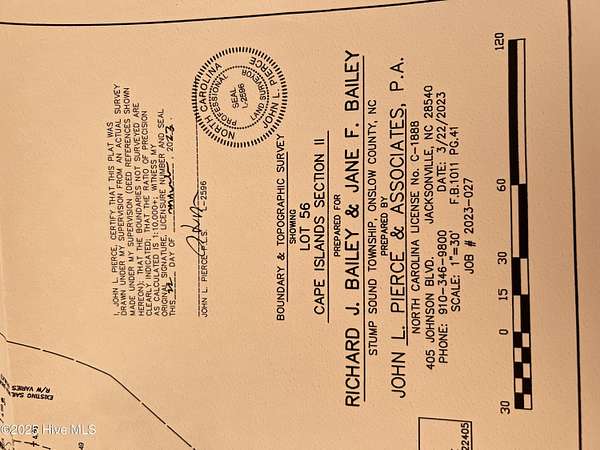 I, JOHN L. PIERCE, CERTIFY THAT THIS PLAT WAS
DRAWN UNDER MY SUPERVISION FROM AN ACTUAL SURVEY
MADE UNDER MY SUPERVISION (DEED REFERENCES SHOWN
HEREON); THAT THE BOUNDARIES NOT SURVEYED ARE
CLEARLY INDICATED; THAT THE RATIO OF PRECISION
AS CALCULATED IS 1:10,000+; WITNESS MY
ORIGINAL SIGNATURE, LICENSURE NUMBER AND SEAL
THIS DAY OF 2023.
JOHN L. PIERCE P.L.S. L-2596
NORTH CAROLINA
PROFESSIONAL
SEAL
L-2596
LAND SURVEYOR
JOHN L. PIERCE
BOUNDARY & TOPOGRAPHIC SURVEY
SHOWING
LOT 56
CAPE ISLANDS SECTION II
PREPARED FOR
RICHARD J. BAILEY & JANE F. BAILEY
STUMP SOUND TOWNSHIP, ONSLOW COUNTY, NC
PREPARED BY
JOHN L. PIERCE & ASSOCIATES, P.A.
NORTH CAROLINA LICENSE No. C-1888
405 JOHNSON BLVD. JACKSONVILLE, NC 28540
PHONE: 910-346-9800 DATE: 3/22/2023
SCALE: 1"=30' F.B.1011 PG.41
JOB # 2023-027
30 0 15 30 60 120
R/W VARIES
22405
© 2025 Hive MLS